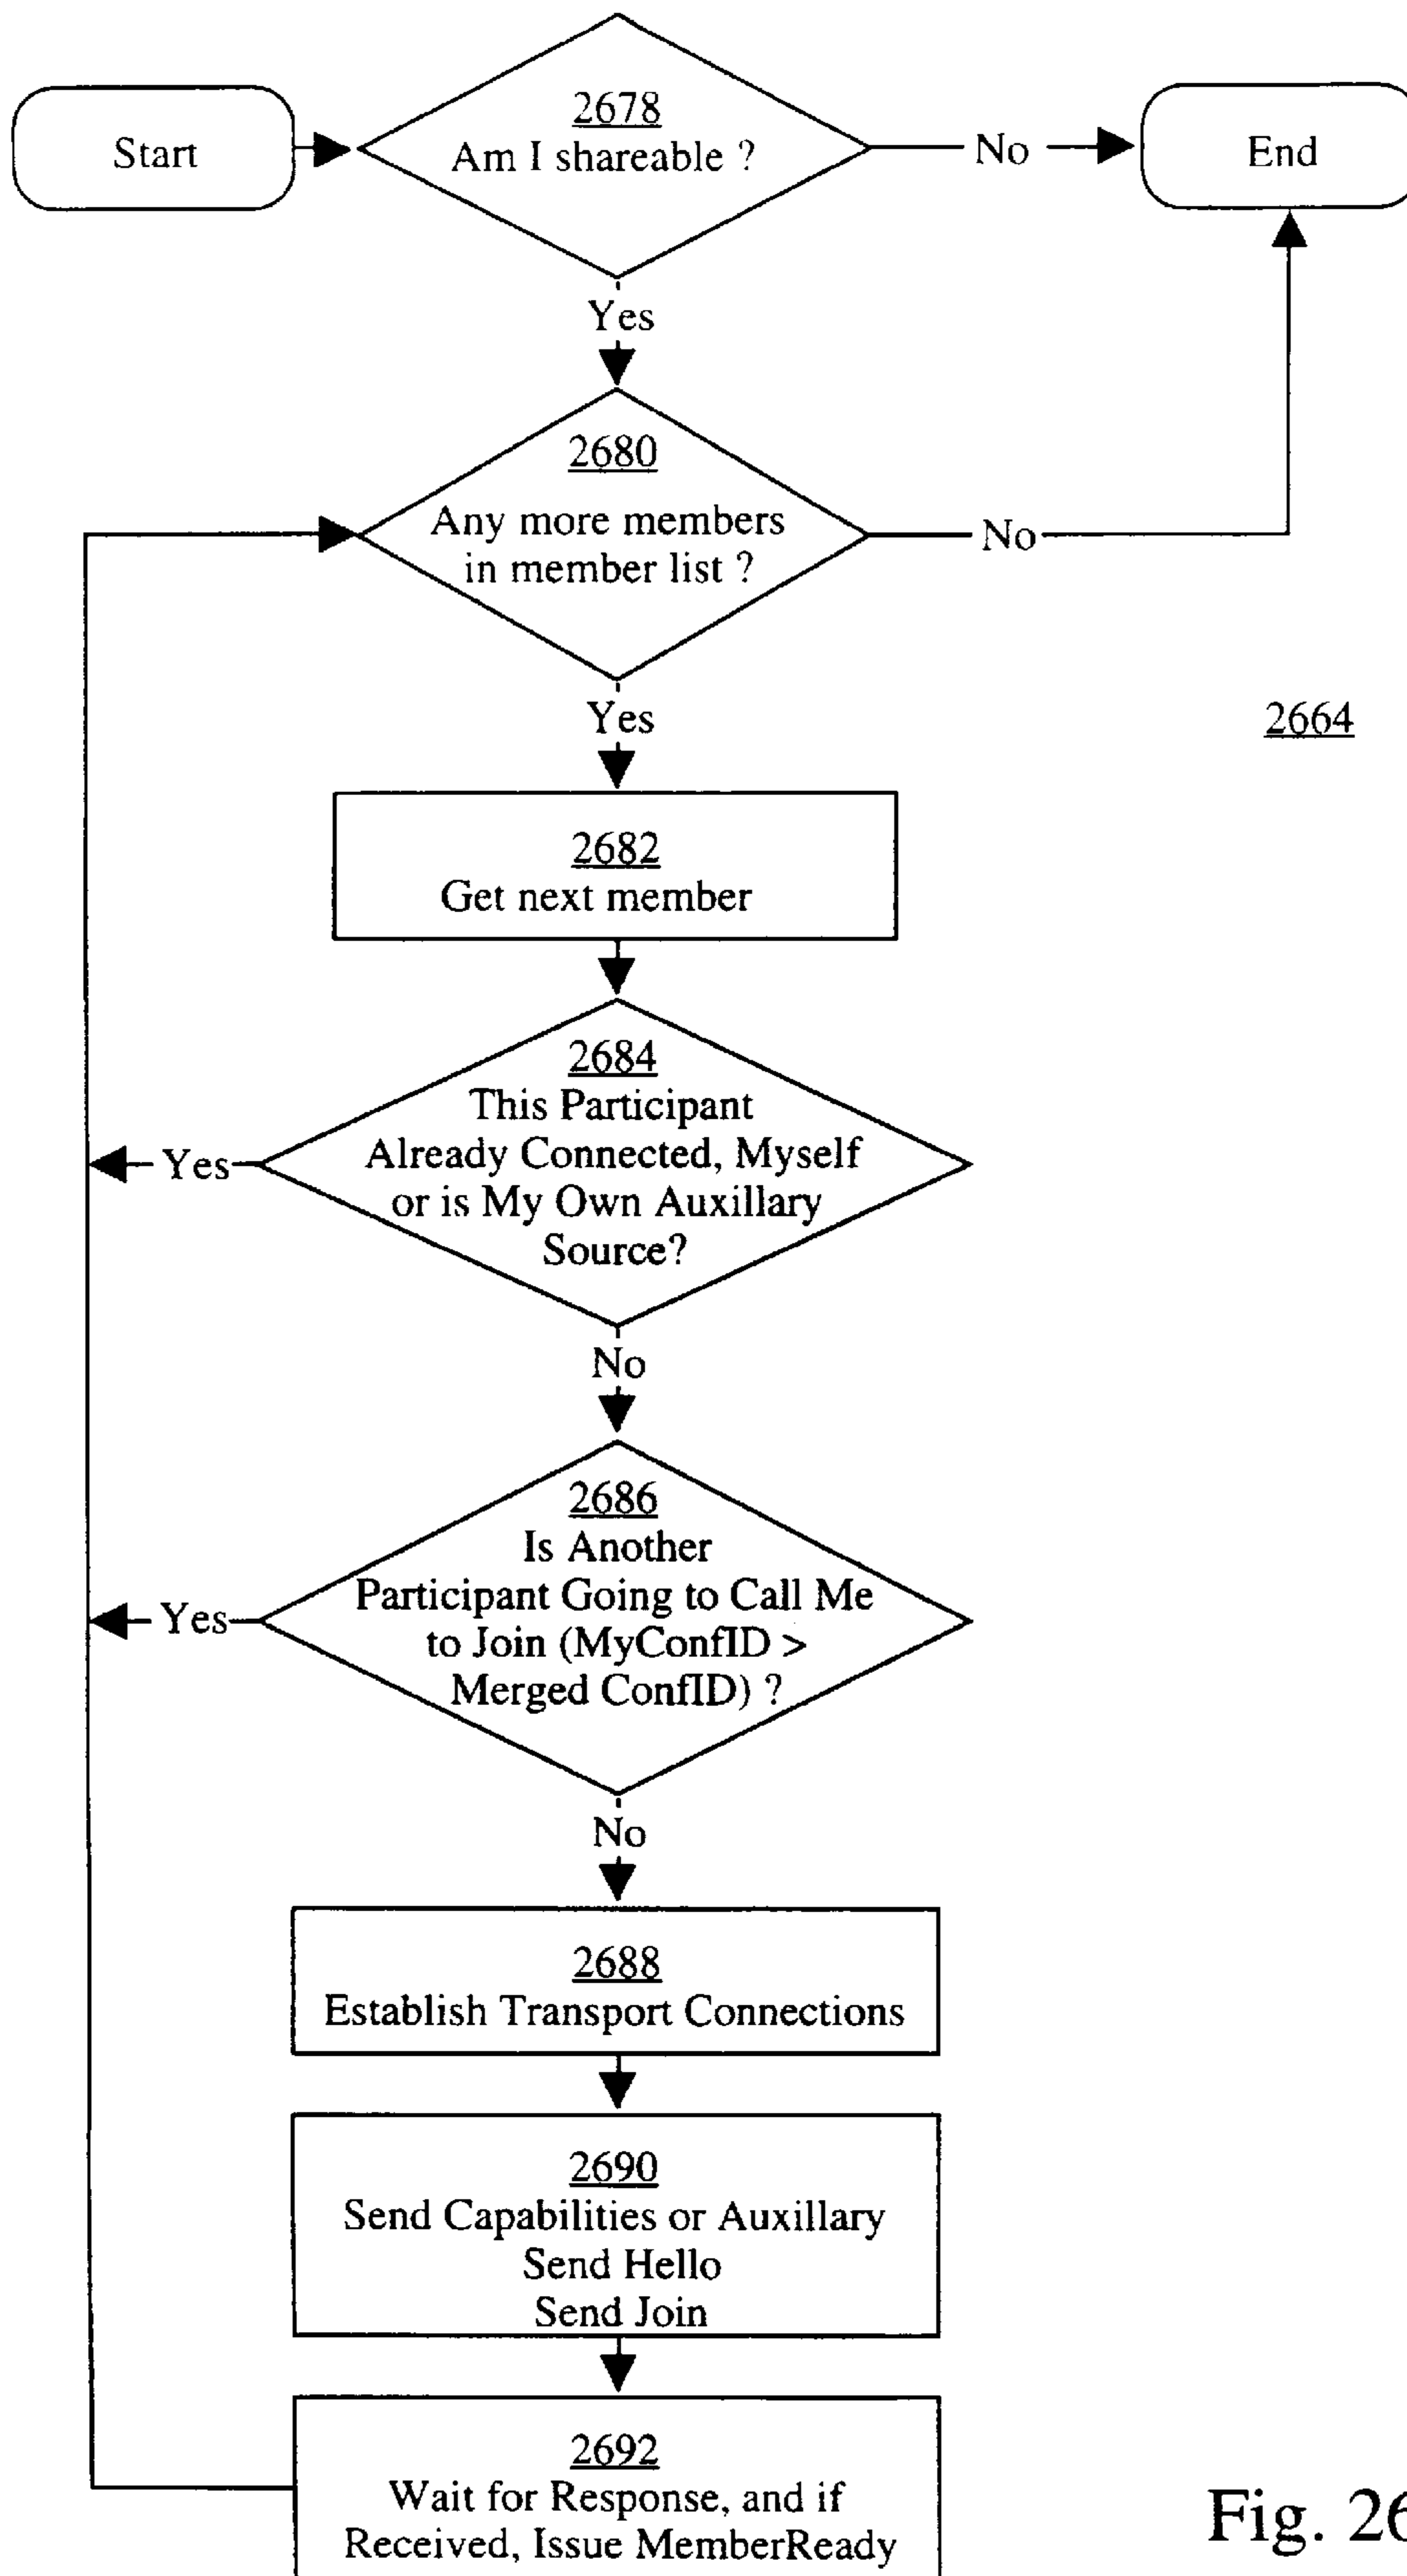 Start
2678
Am I shareable ?
No
End
Yes
2680
Any more members
in member list ?
No
Yes
2664
2682
Get next member
2684
This Participant
Already Connected, Myself
or is My Own Auxillary
Source?
Yes
No
2686
Is Another
Participant Going to Call Me
to Join (MyConfID >
Merged ConfID) ?
Yes
No
2688
Establish Transport Connections
2690
Send Capabilities or Auxillary
Send Hello
Send Join
2692
Wait for Response, and if
Received, Issue MemberReady
Fig. 26